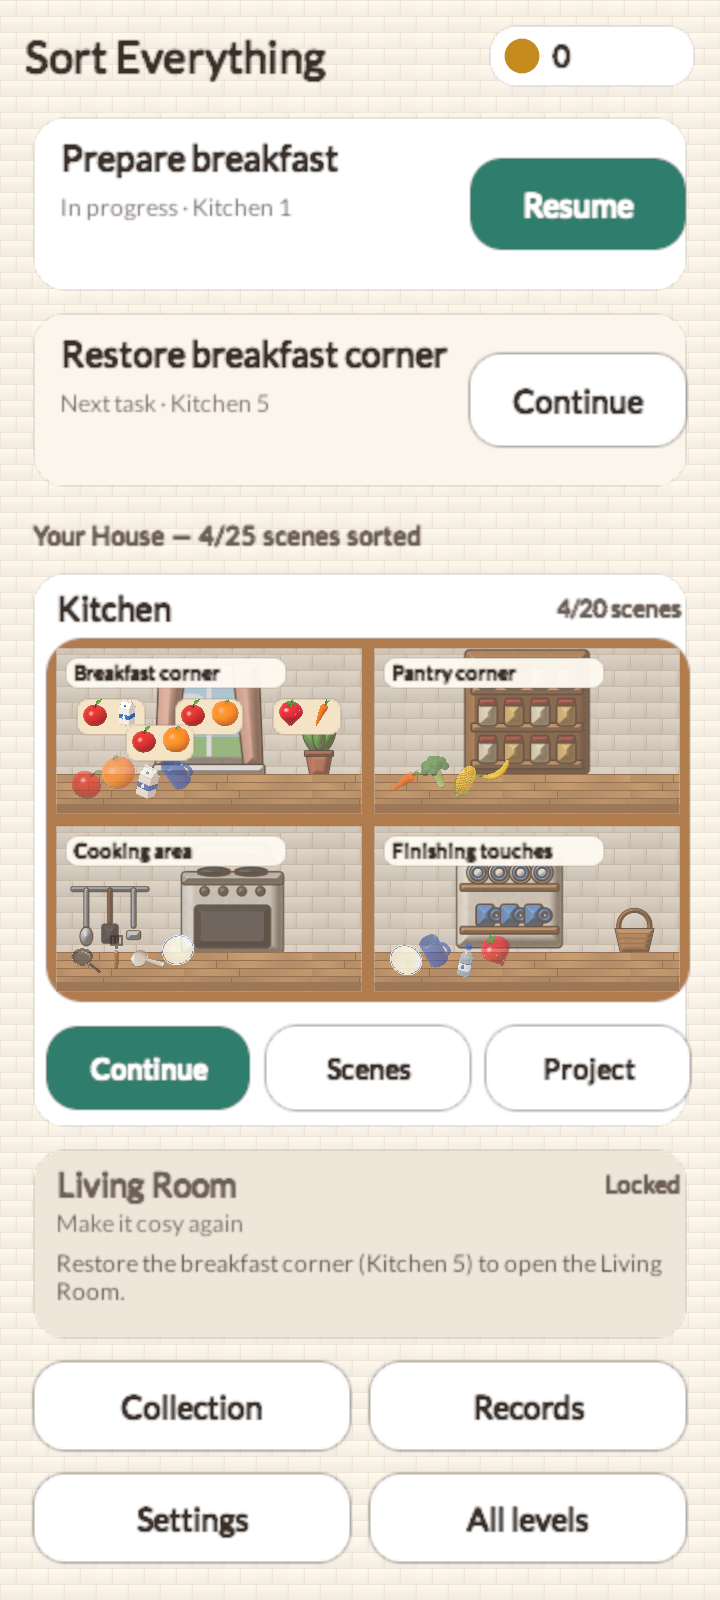 Sort Everything
0
Prepare breakfast
In progress · Kitchen 1
Resume
Restore breakfast corner
Next task · Kitchen 5
Continue
Your House — 4/25 scenes sorted
Kitchen
4/20 scenes
Breakfast corner
Pantry corner
Cooking area
Finishing touches
Continue
Scenes
Project
Living Room
Locked
Make it cosy again
Restore the breakfast corner (Kitchen 5) to open the Living
Room.
Collection
Records
Settings
All levels